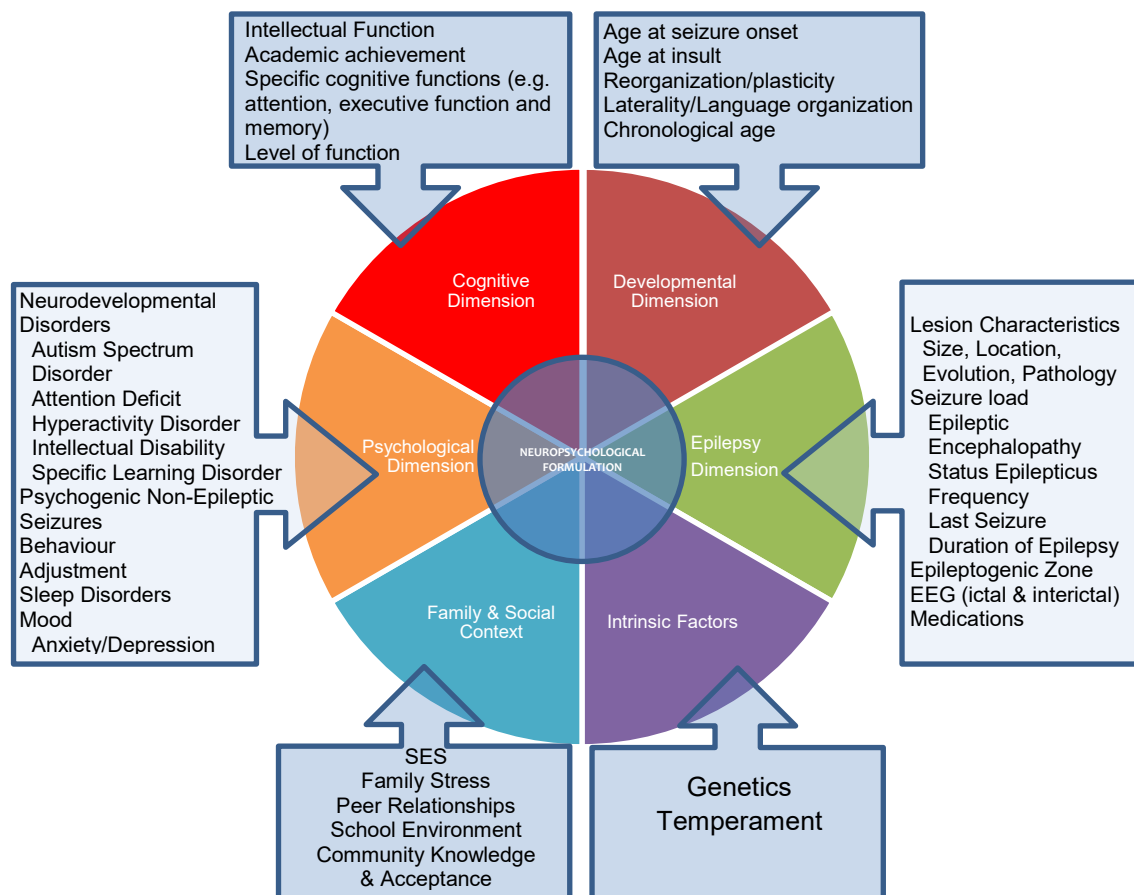 Intellectual Function
Academic achievement
Specific cognitive functions (e.g.
attention, executive function and
memory)
Level of function
Age at seizure onset
Age at insult
Reorganization/plasticity
Laterality/Language organization
Chronological age
Cognitive
Dimension
Developmental
Dimension
Neurodevelopmental
Disorders
Autism Spectrum
Disorder
Attention Deficit
Hyperactivity Disorder
Intellectual Disability
Specific Learning Disorder
Psychogenic Non-Epileptic
Seizures
Behaviour
Adjustment
Sleep Disorders
Mood
Anxiety/Depression
Psychological
Dimension
NEUROPSYCHOLOGICAL
FORMULATION
Epilepsy
Dimension
Lesion Characteristics
Size, Location,
Evolution, Pathology
Seizure load
Epileptic
Encephalopathy
Status Epilepticus
Frequency
Last Seizure
Duration of Epilepsy
Epileptogenic Zone
EEG (ictal & interictal)
Medications
Family & Social
Context
Intrinsic Factors
SES
Family Stress
Peer Relationships
School Environment
Community Knowledge
& Acceptance
Genetics
Temperament